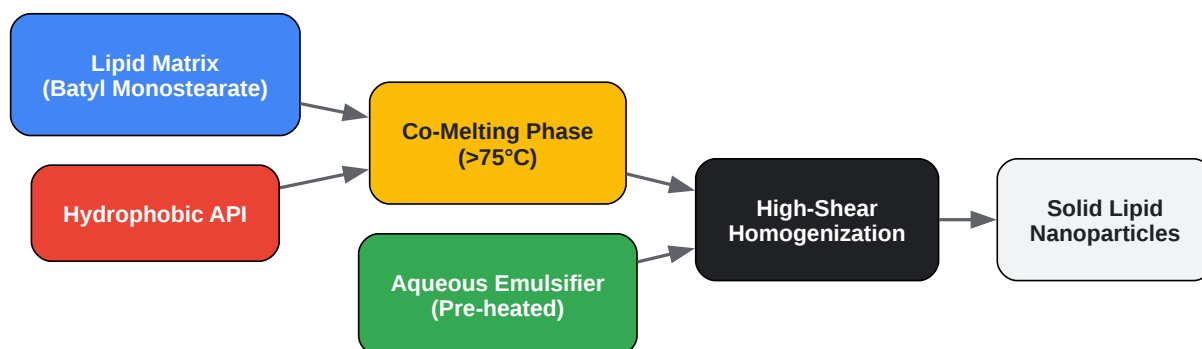 Lipid Matrix
(Batyl Monostearate)
Hydrophobic API
Co-Melting Phase
(>75°C)
Aqueous Emulsifier
(Pre-heated)
High-Shear
Homogenization
Solid Lipid
Nanoparticles